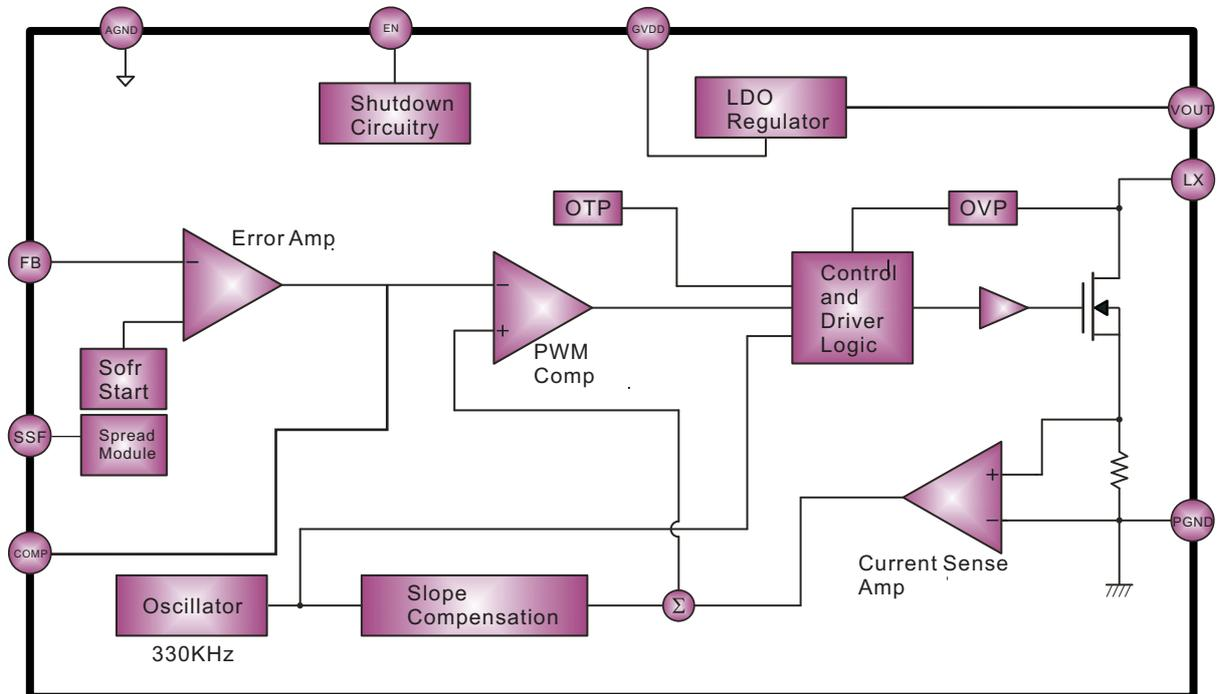 AGND
EN
GVDD
Shutdown
Circuitry
LDO
Regulator
VOUT
LX
OTP
OVP
Error Amp
FB
−
−
+
PWM
Comp
Control
and
Driver
Logic
Sofr
Start
SSF
Spread
Module
+
−
PGND
COMP
Current Sense
Amp
Oscillator
Slope
Compensation
Σ
330KHz